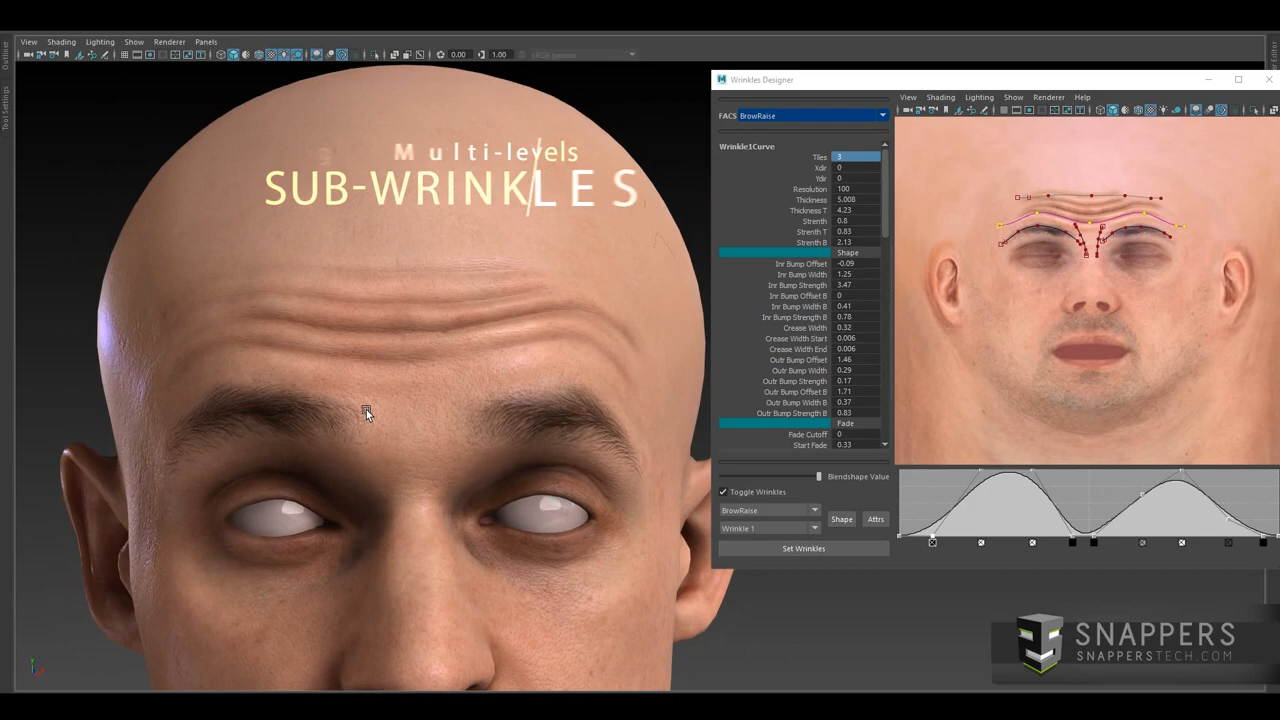 View Shading Lighting Show Renderer Panels
0.00 1.00 sRGB gamma
Outliner
Tool Settings
Multi-levels
SUB-WRINKLES
Wrinkles Designer
FACS BrowRaise
Wrinkle1Curve
Tiles 3
Xdir 0
Ydir 0
Resolution 100
Thickness 5.008
Thickness T 4.23
Strenth 0.8
Strenth T 0.83
Strenth B 2.13
Shape
Inr Bump Offset -0.09
Inr Bump Width 1.25
Inr Bump Strength 3.47
Inr Bump Offset B 0
Inr Bump Width B 0.41
Inr Bump Strength B 0.78
Crease Width 0.32
Crease Width Start 0.006
Crease Width End 0.006
Outr Bump Offset 1.46
Outr Bump Width 0.29
Outr Bump Strength 0.17
Outr Bump Offset B 1.71
Outr Bump Width B 0.37
Outr Bump Strength B 0.83
Fade
Fade Cutoff 0
Start Fade 0.33
Blendshape Value
Toggle Wrinkles
BrowRaise
Wrinkle 1
Shape Attrs
Set Wrinkles
View Shading Lighting Show Renderer Help
SNAPPERS
SNAPPERSTECH.COM